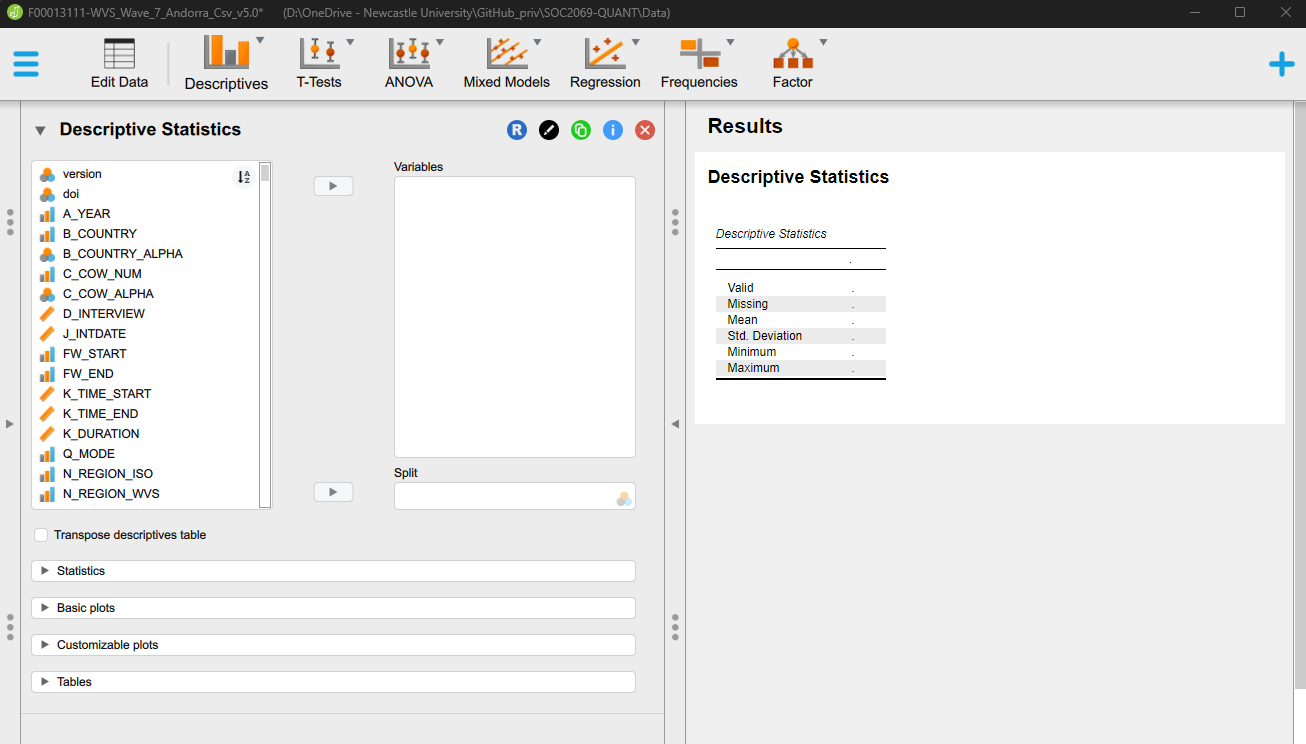 F00013111-WVS_Wave_7_Andorra_Csv_v5.0* (D:\OneDrive - Newcastle University\GitHub_priv\SOC2069-QUANT\Data)
Edit Data
Descriptives
T-Tests
ANOVA
Mixed Models
Regression
Frequencies
Factor
Descriptive Statistics
R
i
version
doi
A_YEAR
B_COUNTRY
B_COUNTRY_ALPHA
C_COW_NUM
C_COW_ALPHA
D_INTERVIEW
J_INTDATE
FW_START
FW_END
K_TIME_START
K_TIME_END
K_DURATION
Q_MODE
N_REGION_ISO
N_REGION_WVS
A
Z
Variables
Split
Transpose descriptives table
Statistics
Basic plots
Customizable plots
Tables
Results
Descriptive Statistics
Descriptive Statistics
.
Valid .
Missing .
Mean .
Std. Deviation .
Minimum .
Maximum .